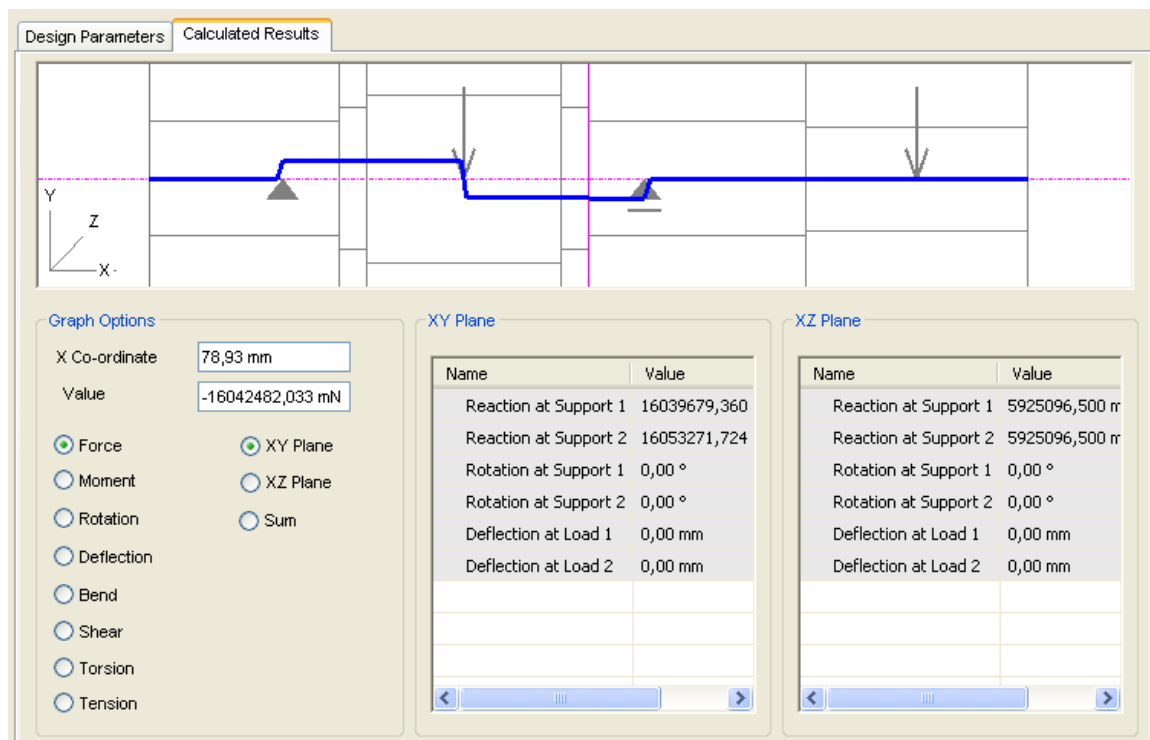 Design Parameters Calculated Results
Y
Z
X
Graph Options
X Co-ordinate 78,93 mm
Value -16042482,033 mN
Force XY Plane
Moment XZ Plane
Rotation Sum
Deflection
Bend
Shear
Torsion
Tension
XY Plane
Name Value
Reaction at Support 1 16039679,360
Reaction at Support 2 16053271,724
Rotation at Support 1 0,00 °
Rotation at Support 2 0,00 °
Deflection at Load 1 0,00 mm
Deflection at Load 2 0,00 mm
XZ Plane
Name Value
Reaction at Support 1 5925096,500 m
Reaction at Support 2 5925096,500 m
Rotation at Support 1 0,00 °
Rotation at Support 2 0,00 °
Deflection at Load 1 0,00 mm
Deflection at Load 2 0,00 mm